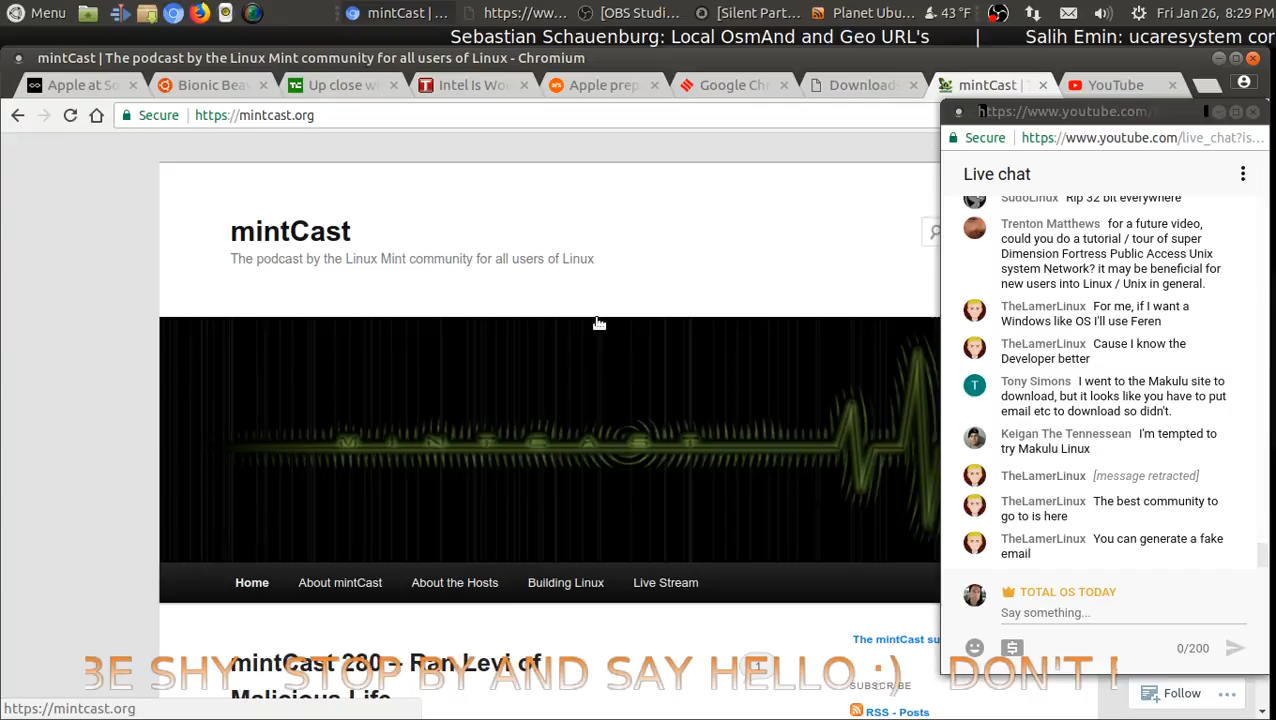 Menu
mintCast | ...
https://ww...
[OBS Studi...
[Silent Part...
Planet Ubu...
43 °F
Fri Jan 26, 8:29 PM
Sebastian Schauenburg: Local OsmAnd and Geo URL's | Salih Emin: ucaresystem cor
mintCast | The podcast by the Linux Mint community for all users of Linux - Chromium
Apple at So
Bionic Bea
Up close w
Intel Is Wo
Apple prep
Google Chr
Downloads
mintCast |
YouTube
Secure
https://mintcast.org
https://www.youtube.com/
Secure
https://www.youtube.com/live_chat?is...
Live chat
SudoLinux Rip 32 bit everywhere
Trenton Matthews for a future video,
could you do a tutorial / tour of super
Dimension Fortress Public Access Unix
system Network? it may be beneficial for
new users into Linux / Unix in general.
TheLamerLinux For me, if I want a
Windows like OS I'll use Feren
TheLamerLinux Cause I know the
Developer better
T
Tony Simons I went to the Makulu site to
download, but it looks like you have to put
email etc to download so didn't.
Keigan The Tennessean I'm tempted to
try Makulu Linux
TheLamerLinux [message retracted]
TheLamerLinux The best community to
go to is here
TheLamerLinux You can generate a fake
email
TOTAL OS TODAY
Say something...
0/200
mintCast
The podcast by the Linux Mint community for all users of Linux
MINTCAST
Home
About mintCast
About the Hosts
Building Linux
Live Stream
mintCast 280 – Ran Levi of
Malicious Life
The mintCast su
SUBSCRIBE
RSS - Posts
BE SHY STOP BY AND SAY HELLO :) DON'T
Follow
https://mintcast.org